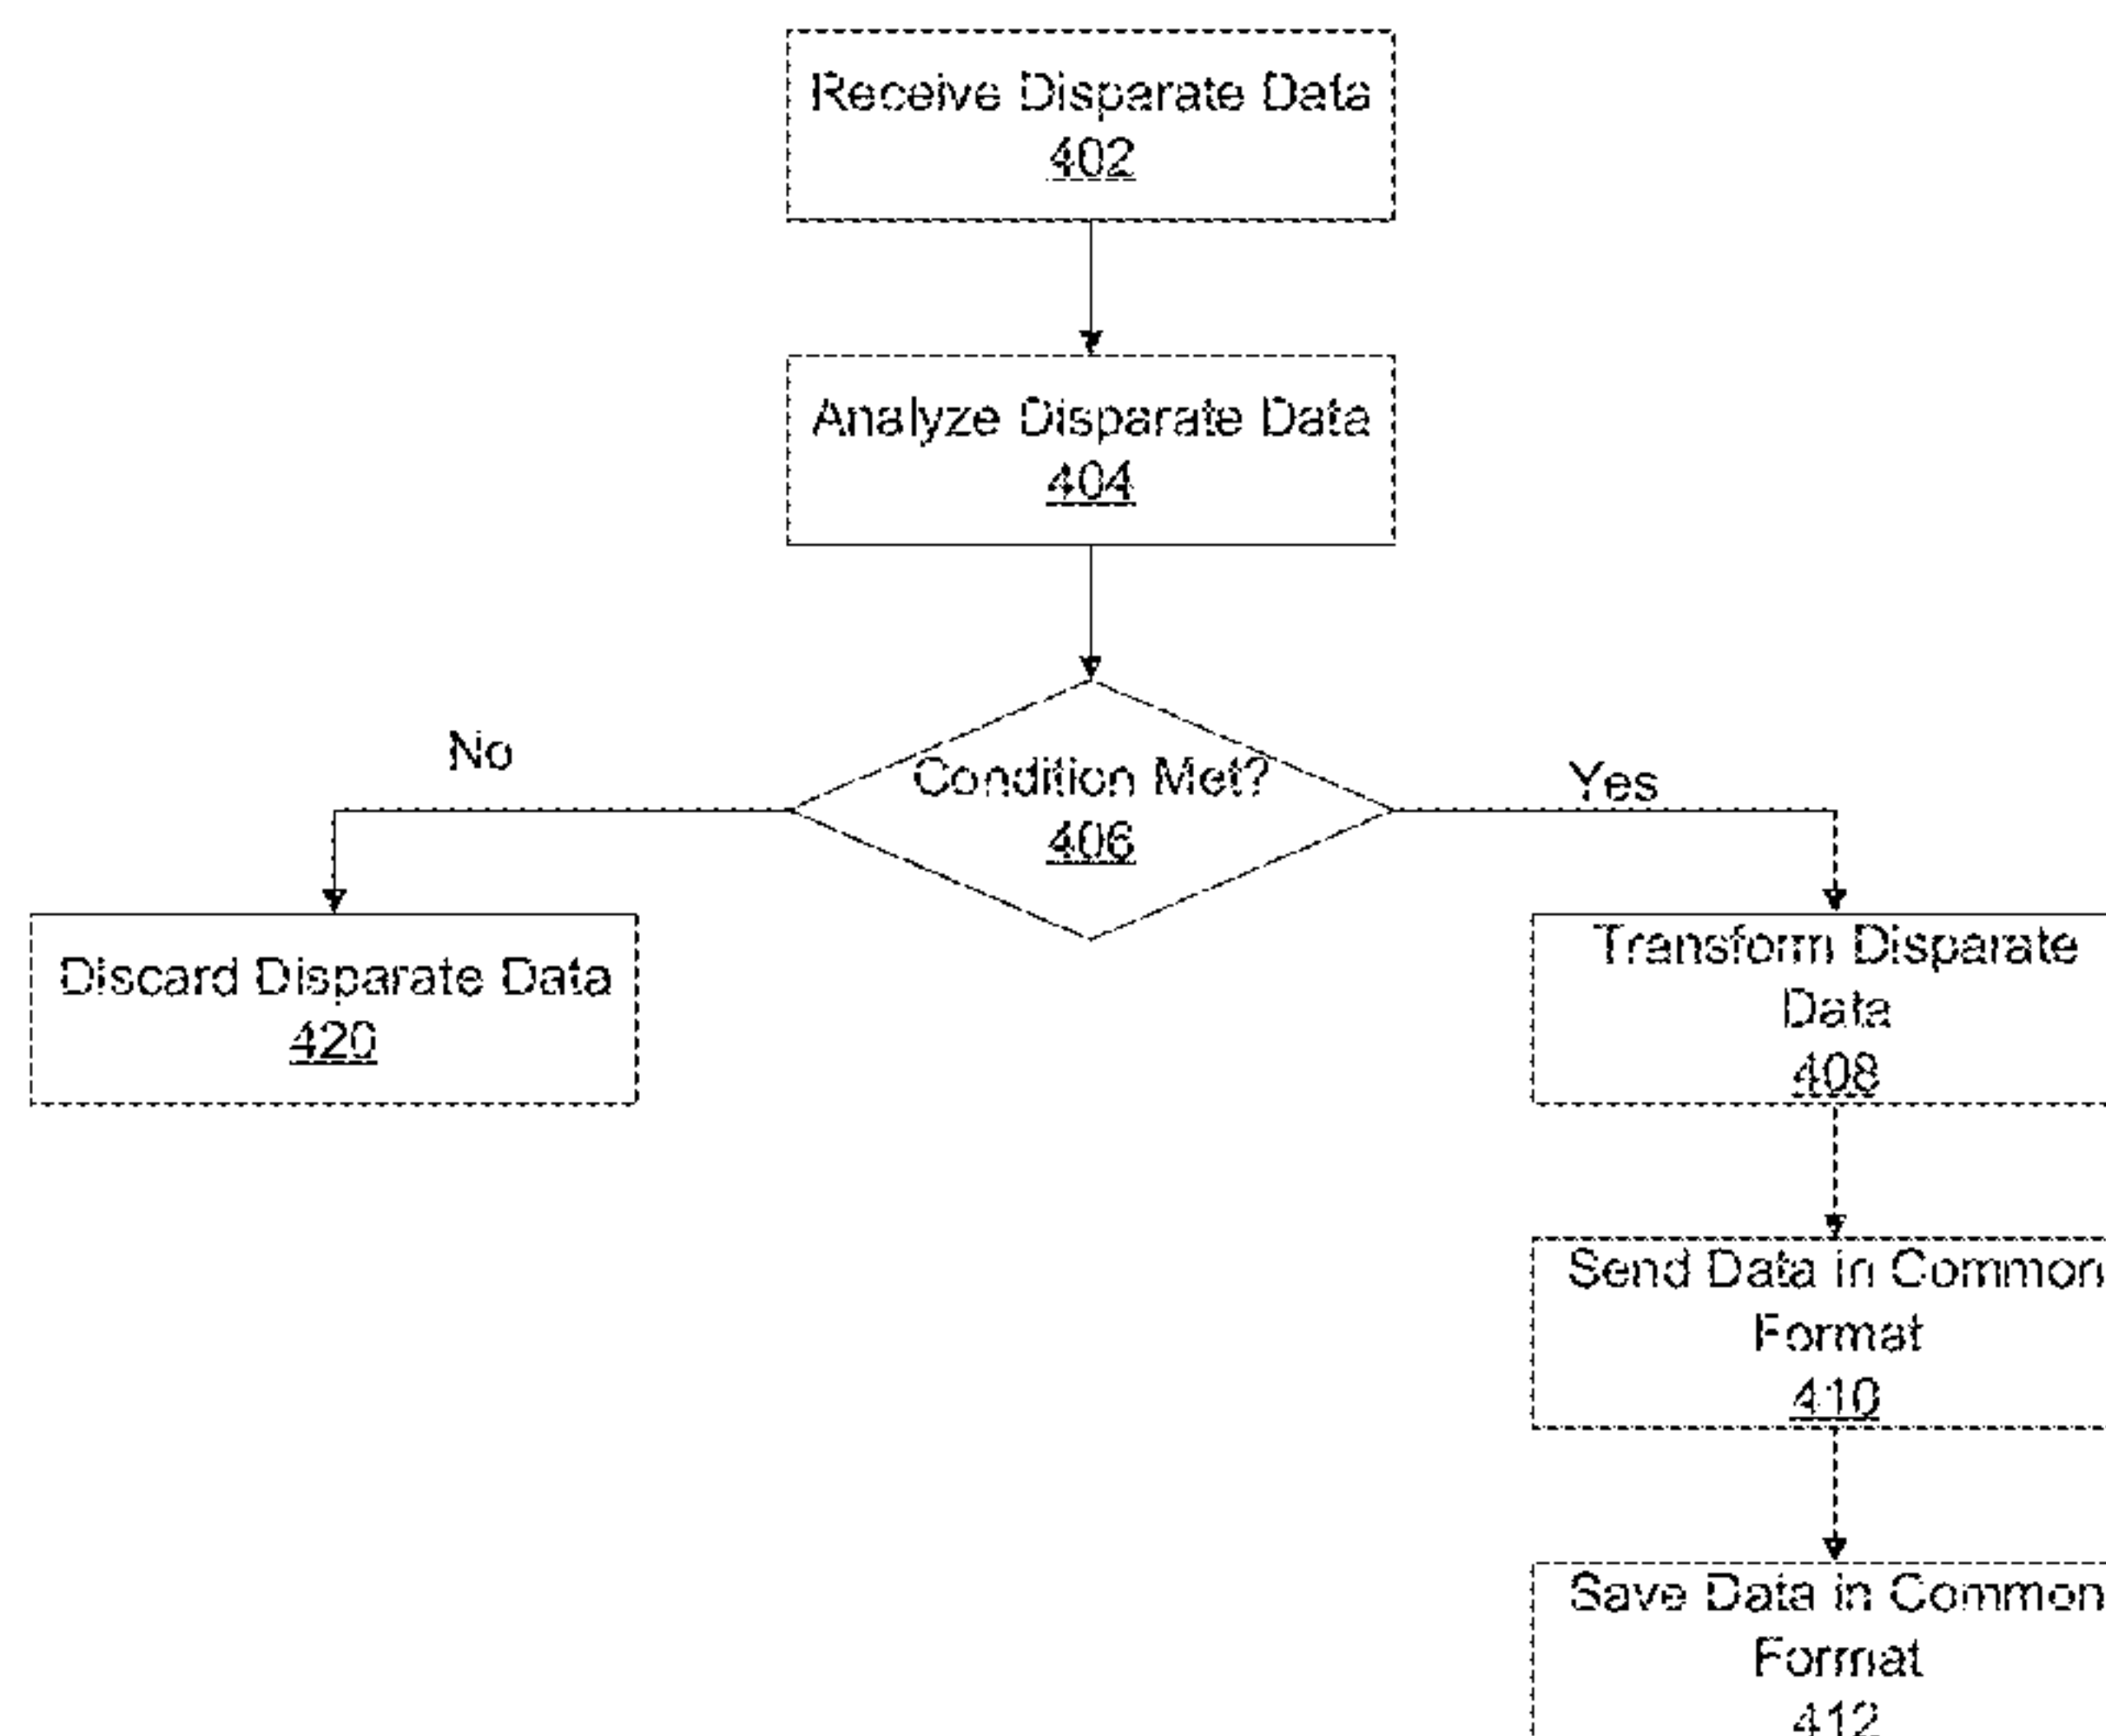 Receive Disparate Data
402
Analyze Disparate Data
404
No
Condition Met?
406
Yes
Discard Disparate Data
420
Transform Disparate
Data
408
Send Data in Common
Format
410
Save Data in Common
Format
412